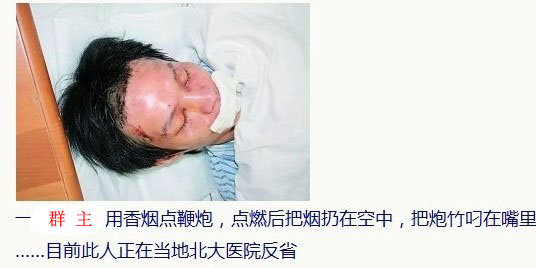 一 群 主 用香烟点鞭炮，点燃后把烟扔在空中，把炮竹叼在嘴里
......目前此人正在当地北大医院反省